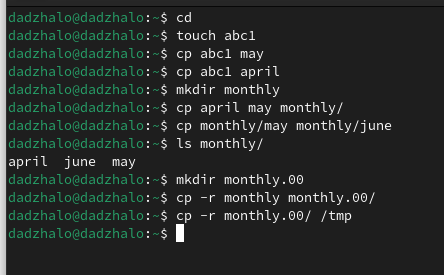 dadzhalo@dadzhalo:~$ cd
dadzhalo@dadzhalo:~$ touch abc1
dadzhalo@dadzhalo:~$ cp abc1 may
dadzhalo@dadzhalo:~$ cp abc1 april
dadzhalo@dadzhalo:~$ mkdir monthly
dadzhalo@dadzhalo:~$ cp april may monthly/
dadzhalo@dadzhalo:~$ cp monthly/may monthly/june
dadzhalo@dadzhalo:~$ ls monthly/
april  june  may
dadzhalo@dadzhalo:~$ mkdir monthly.00
dadzhalo@dadzhalo:~$ cp -r monthly monthly.00/
dadzhalo@dadzhalo:~$ cp -r monthly.00/ /tmp
dadzhalo@dadzhalo:~$